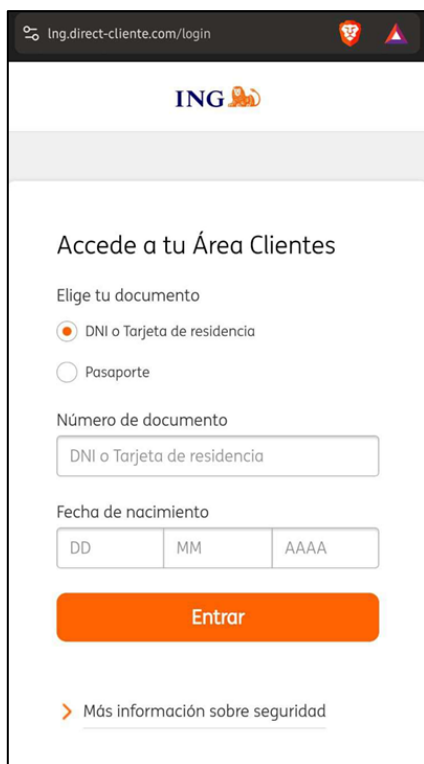 lng.direct-cliente.com/login
ING
Accede a tu Área Clientes
Elige tu documento
DNI o Tarjeta de residencia
Pasaporte
Número de documento
DNI o Tarjeta de residencia
Fecha de nacimiento
DD MM AAAA
Entrar
Más información sobre seguridad